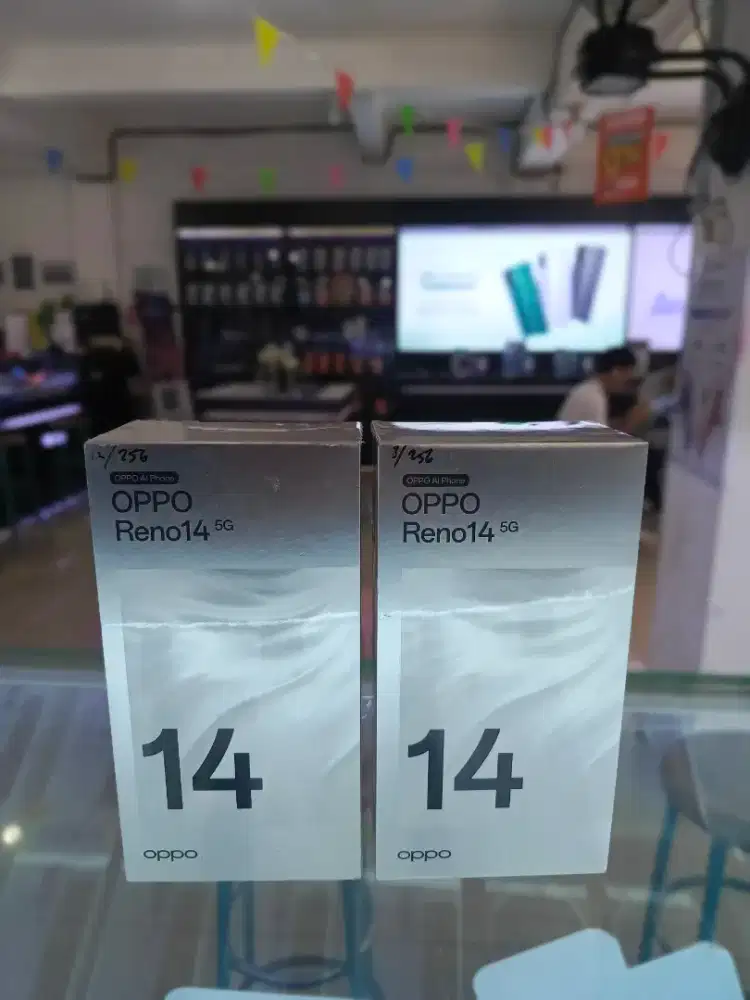 12/256
OPPO AI Phone
OPPO
Reno14 5G
14
oppo
8/256
OPPO AI Phone
OPPO
Reno14 5G
14
oppo